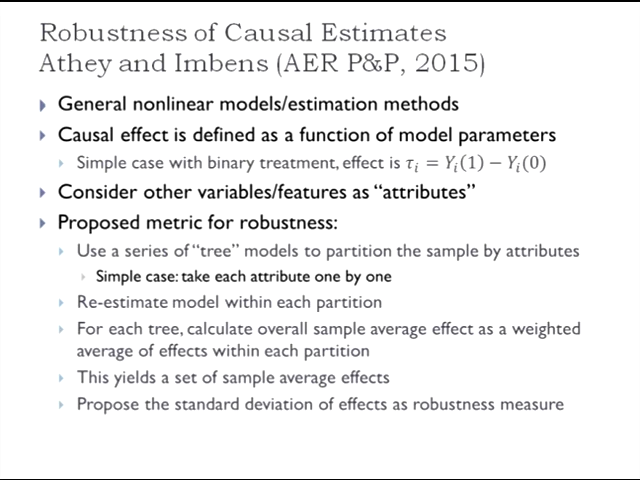 Robustness of Causal Estimates
Athey and Imbens (AER P&P, 2015)
General nonlinear models/estimation methods
Causal effect is defined as a function of model parameters
Simple case with binary treatment, effect is τᵢ = Yᵢ(1) − Yᵢ(0)
Consider other variables/features as “attributes”
Proposed metric for robustness:
Use a series of “tree” models to partition the sample by attributes
Simple case: take each attribute one by one
Re-estimate model within each partition
For each tree, calculate overall sample average effect as a weighted
average of effects within each partition
This yields a set of sample average effects
Propose the standard deviation of effects as robustness measure